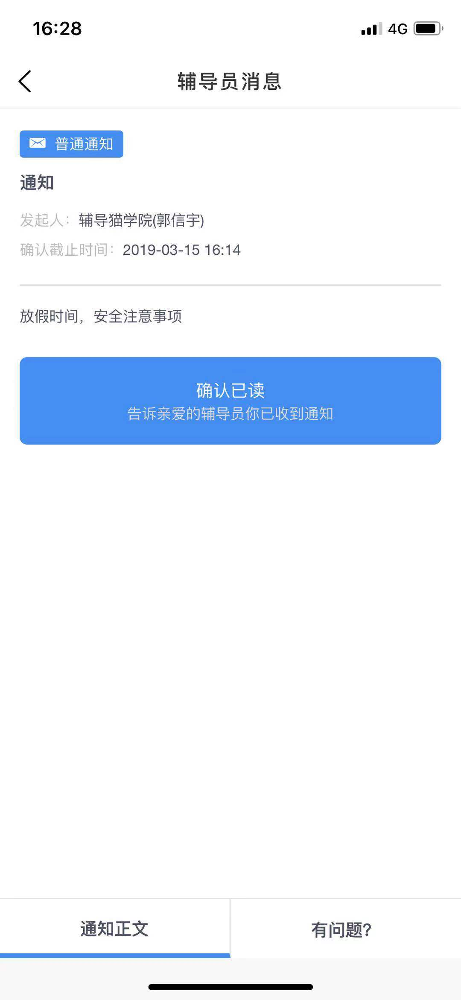 16:28
4G
辅导员消息
普通通知
通知
发起人：辅导猫学院(郭信宇)
确认截止时间：2019-03-15 16:14
放假时间，安全注意事项
确认已读
告诉亲爱的辅导员你已收到通知
通知正文
有问题?